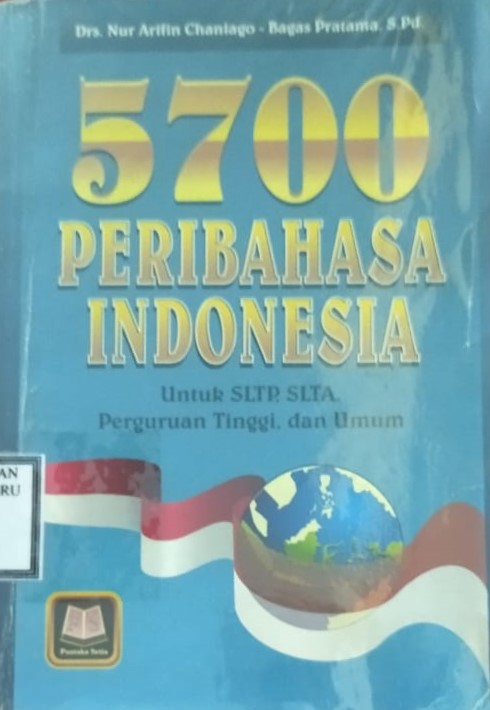 Drs. Nur Arifin Chaniago - Bagas Pratama, S.Pd.
5700
PERIBAHASA
INDONESIA
Untuk SLTP, SLTA,
Perguruan Tinggi, dan Umum
AN
RU
Pustaka Setia